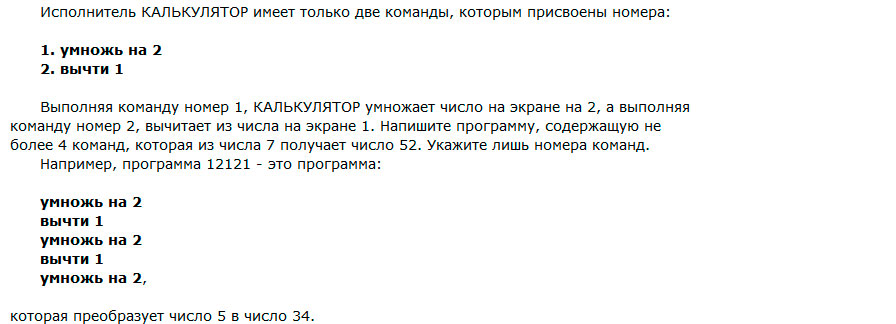 Исполнитель КАЛЬКУЛЯТОР имеет только две команды, которым присвоены номера:
1. умножь на 2
2. вычти 1
Выполняя команду номер 1, КАЛЬКУЛЯТОР умножает число на экране на 2, а выполняя
команду номер 2, вычитает из числа на экране 1. Напишите программу, содержащую не
более 4 команд, которая из числа 7 получает число 52. Укажите лишь номера команд.
Например, программа 12121 - это программа:
умножь на 2
вычти 1
умножь на 2
вычти 1
умножь на 2,
которая преобразует число 5 в число 34.